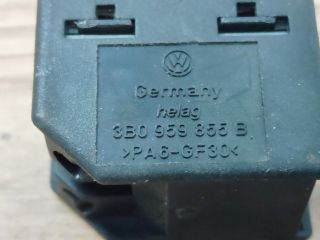 Germany
helag
3B0 959 855 B
>PA6-GF30<